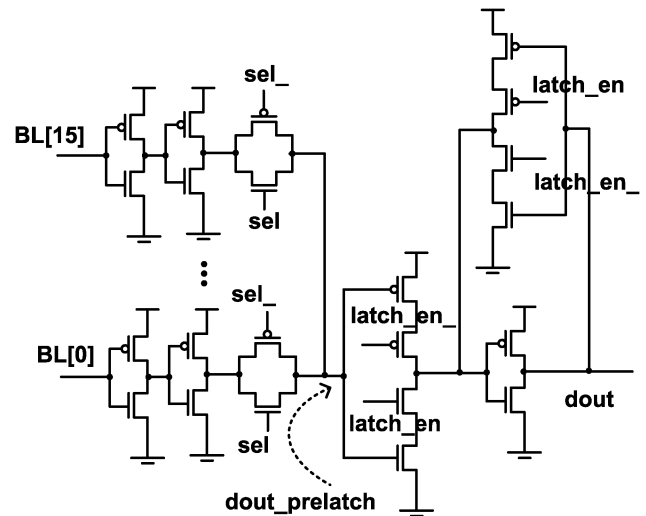 sel_
latch_en
BL[15]
latch_en_
sel
sel_
latch_en_
BL[0]
dout
latch_en
sel
dout_prelatch